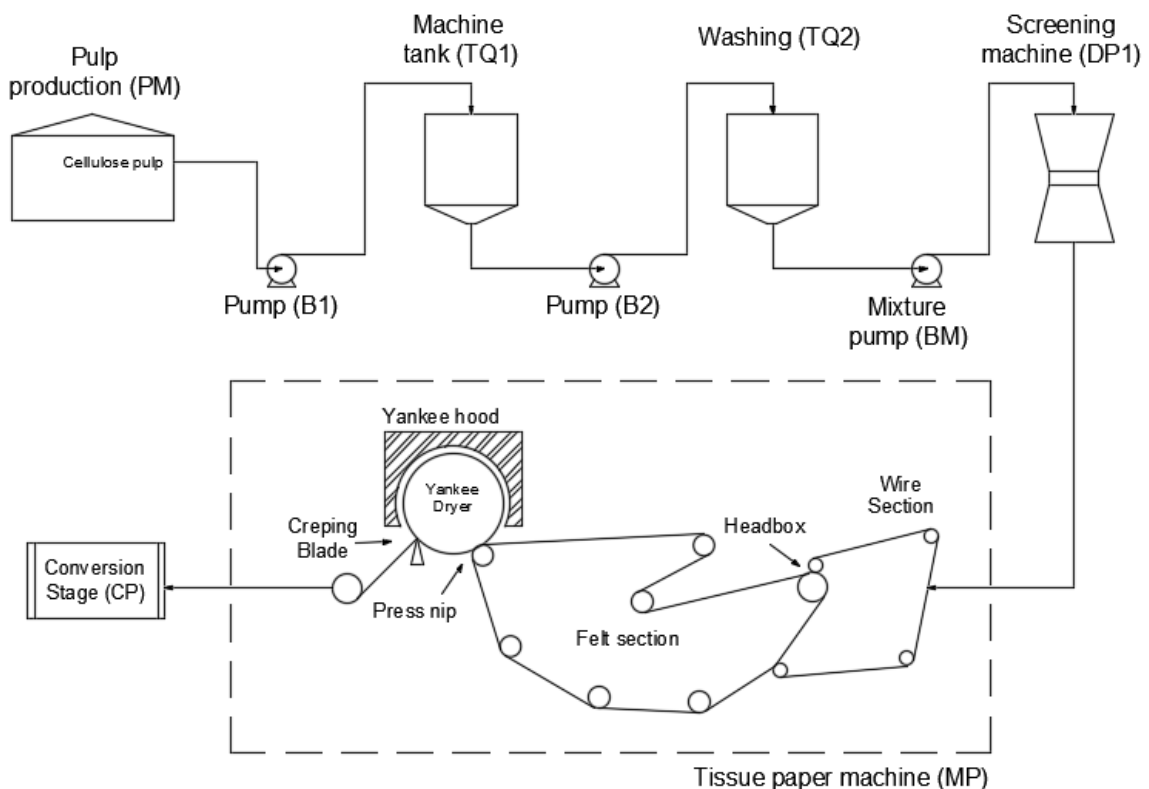 Pulp
production (PM)
Cellulose pulp
Machine
tank (TQ1)
Washing (TQ2)
Screening
machine (DP1)
Pump (B1)
Pump (B2)
Mixture
pump (BM)
Yankee hood
Yankee
Dryer
Creping
Blade
Press nip
Headbox
Wire
Section
Felt section
Conversion
Stage (CP)
Tissue paper machine (MP)